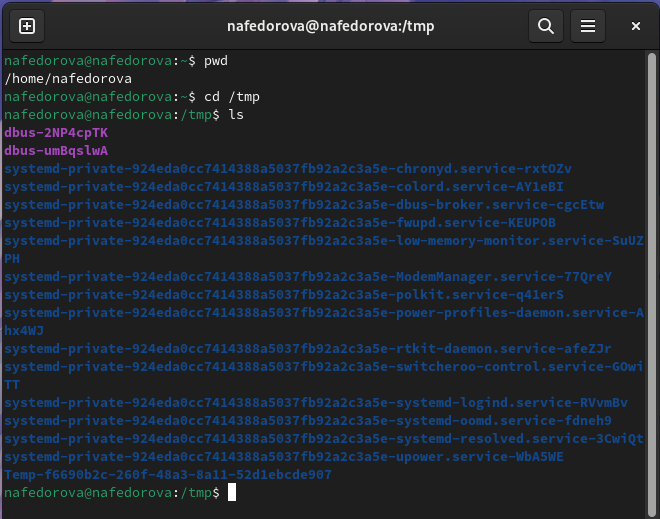 nafedorova@nafedorova:/tmp
nafedorova@nafedorova:~$ pwd
/home/nafedorova
nafedorova@nafedorova:~$ cd /tmp
nafedorova@nafedorova:/tmp$ ls
dbus-2NP4cpTK
dbus-umBqslwA
systemd-private-924eda0cc7414388a5037fb92a2c3a5e-chronyd.service-rxtOZv
systemd-private-924eda0cc7414388a5037fb92a2c3a5e-colord.service-AY1eBI
systemd-private-924eda0cc7414388a5037fb92a2c3a5e-dbus-broker.service-cgcEtw
systemd-private-924eda0cc7414388a5037fb92a2c3a5e-fwupd.service-KEUPOB
systemd-private-924eda0cc7414388a5037fb92a2c3a5e-low-memory-monitor.service-SuUZ
PH
systemd-private-924eda0cc7414388a5037fb92a2c3a5e-ModemManager.service-77QreY
systemd-private-924eda0cc7414388a5037fb92a2c3a5e-polkit.service-q41erS
systemd-private-924eda0cc7414388a5037fb92a2c3a5e-power-profiles-daemon.service-A
hx4WJ
systemd-private-924eda0cc7414388a5037fb92a2c3a5e-rtkit-daemon.service-afeZJr
systemd-private-924eda0cc7414388a5037fb92a2c3a5e-switcheroo-control.service-GOwi
TT
systemd-private-924eda0cc7414388a5037fb92a2c3a5e-systemd-logind.service-RVvmBv
systemd-private-924eda0cc7414388a5037fb92a2c3a5e-systemd-oomd.service-fdneh9
systemd-private-924eda0cc7414388a5037fb92a2c3a5e-systemd-resolved.service-3CwiQt
systemd-private-924eda0cc7414388a5037fb92a2c3a5e-upower.service-WbA5WE
Temp-f6690b2c-260f-48a3-8a11-52d1ebcde907
nafedorova@nafedorova:/tmp$